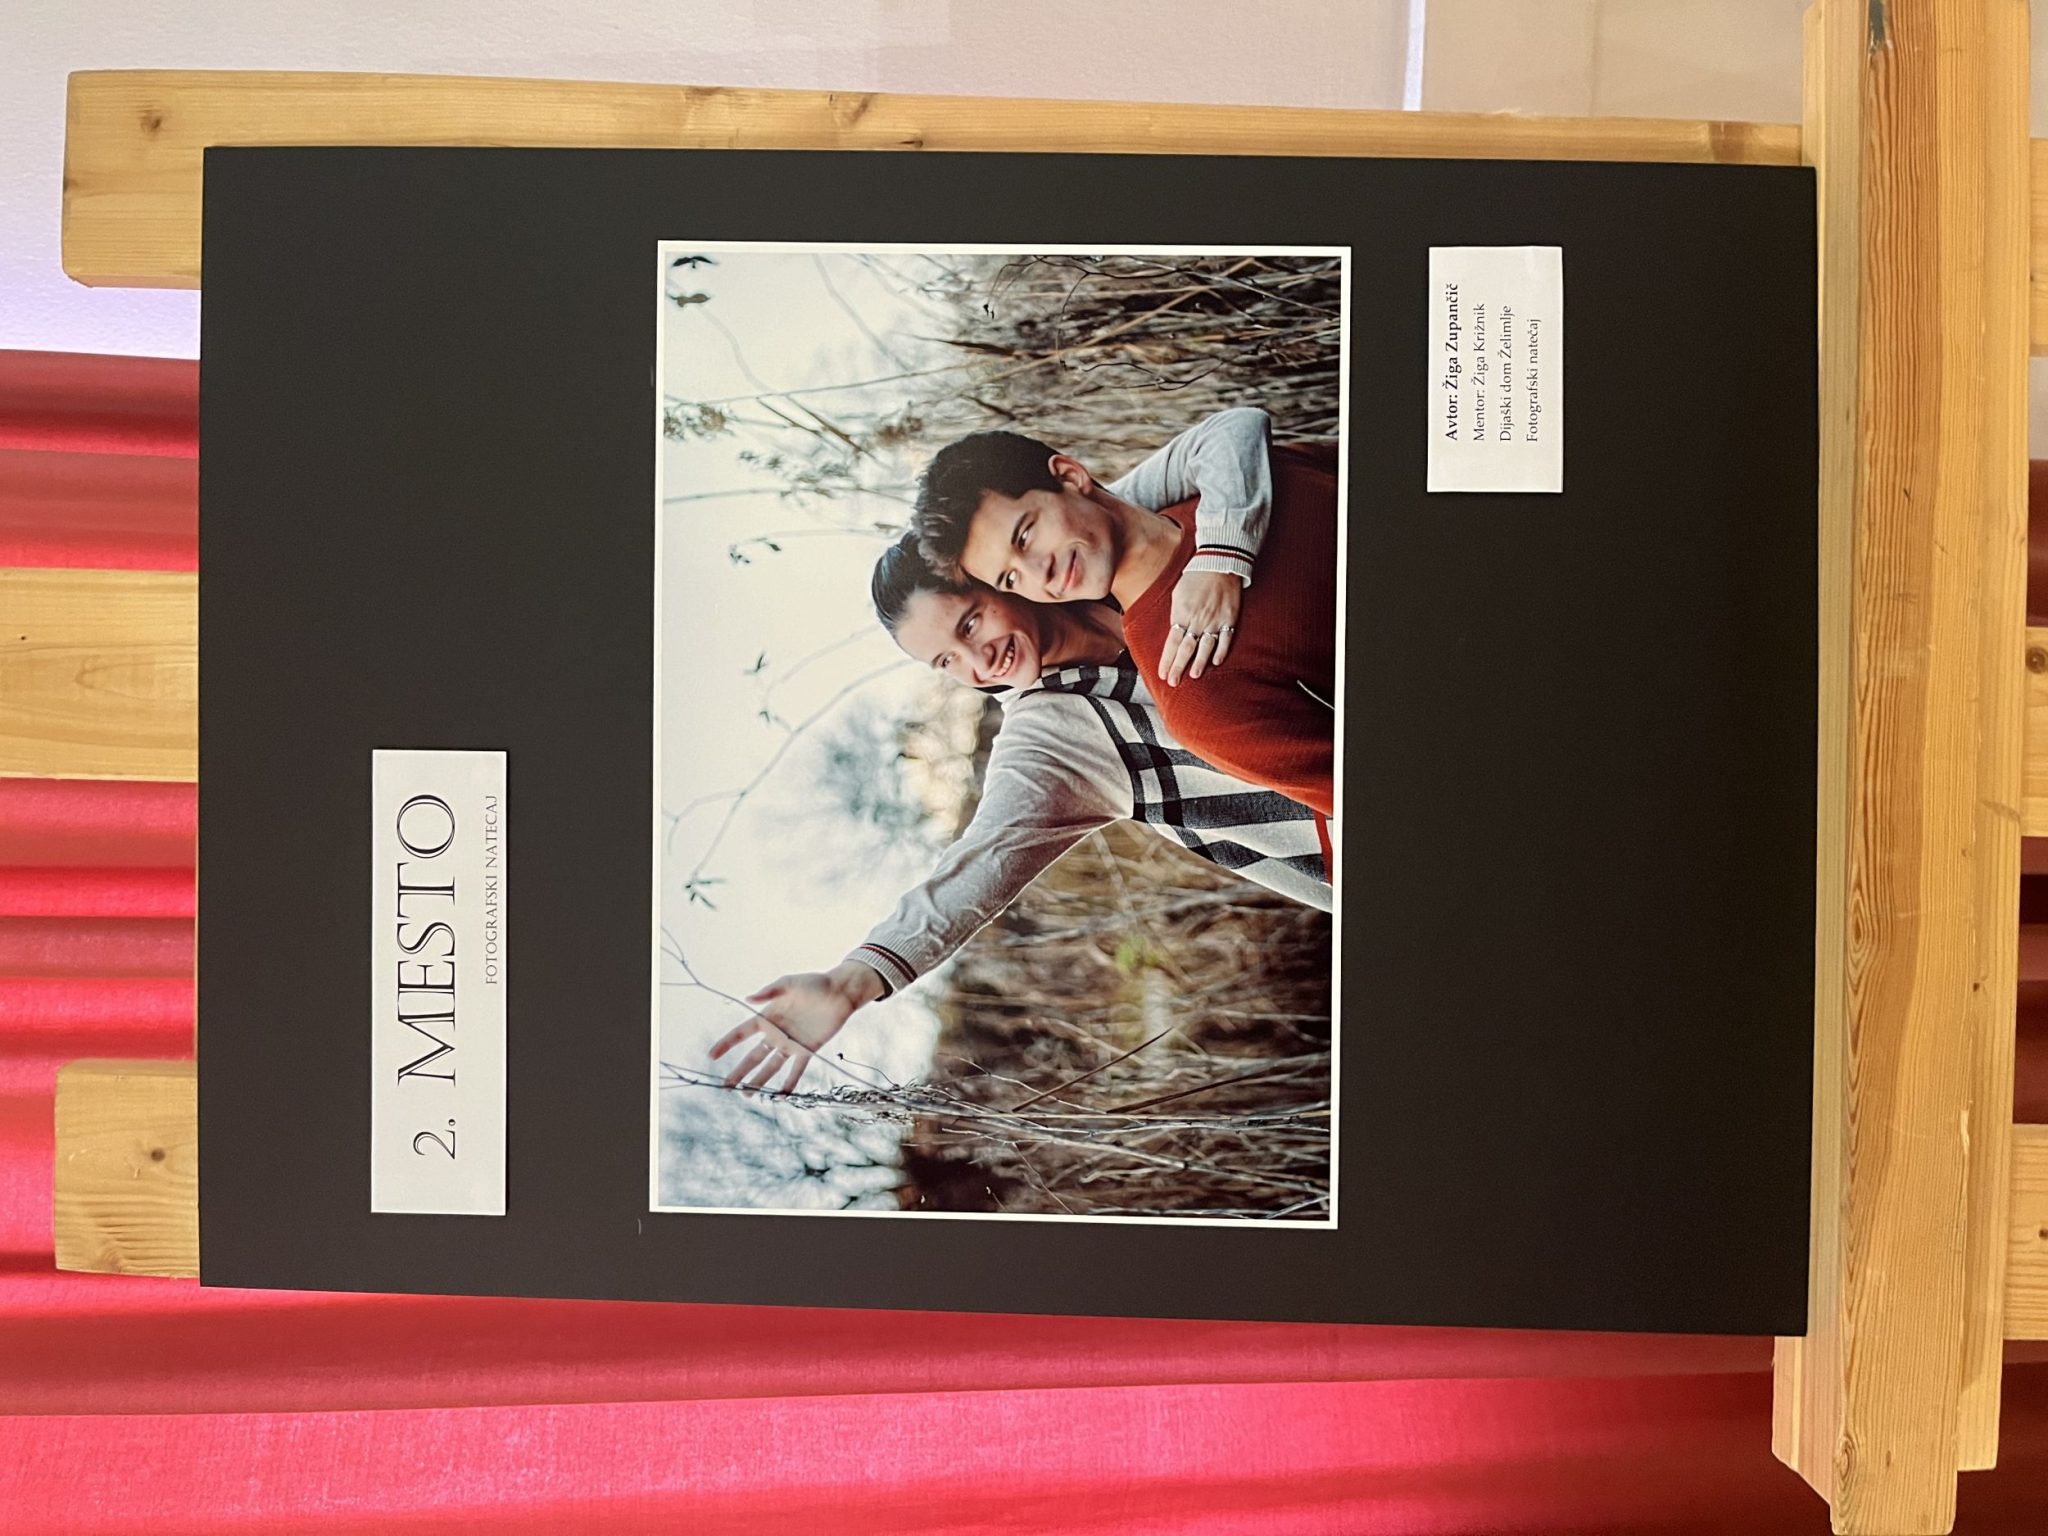 2. MESTO
FOTOGRAFSKI NATEČAJ
Avtor: Žiga Zupančič
Mentor: Žiga Križnik
Dijaški dom Želimlje
Fotografski natečaj